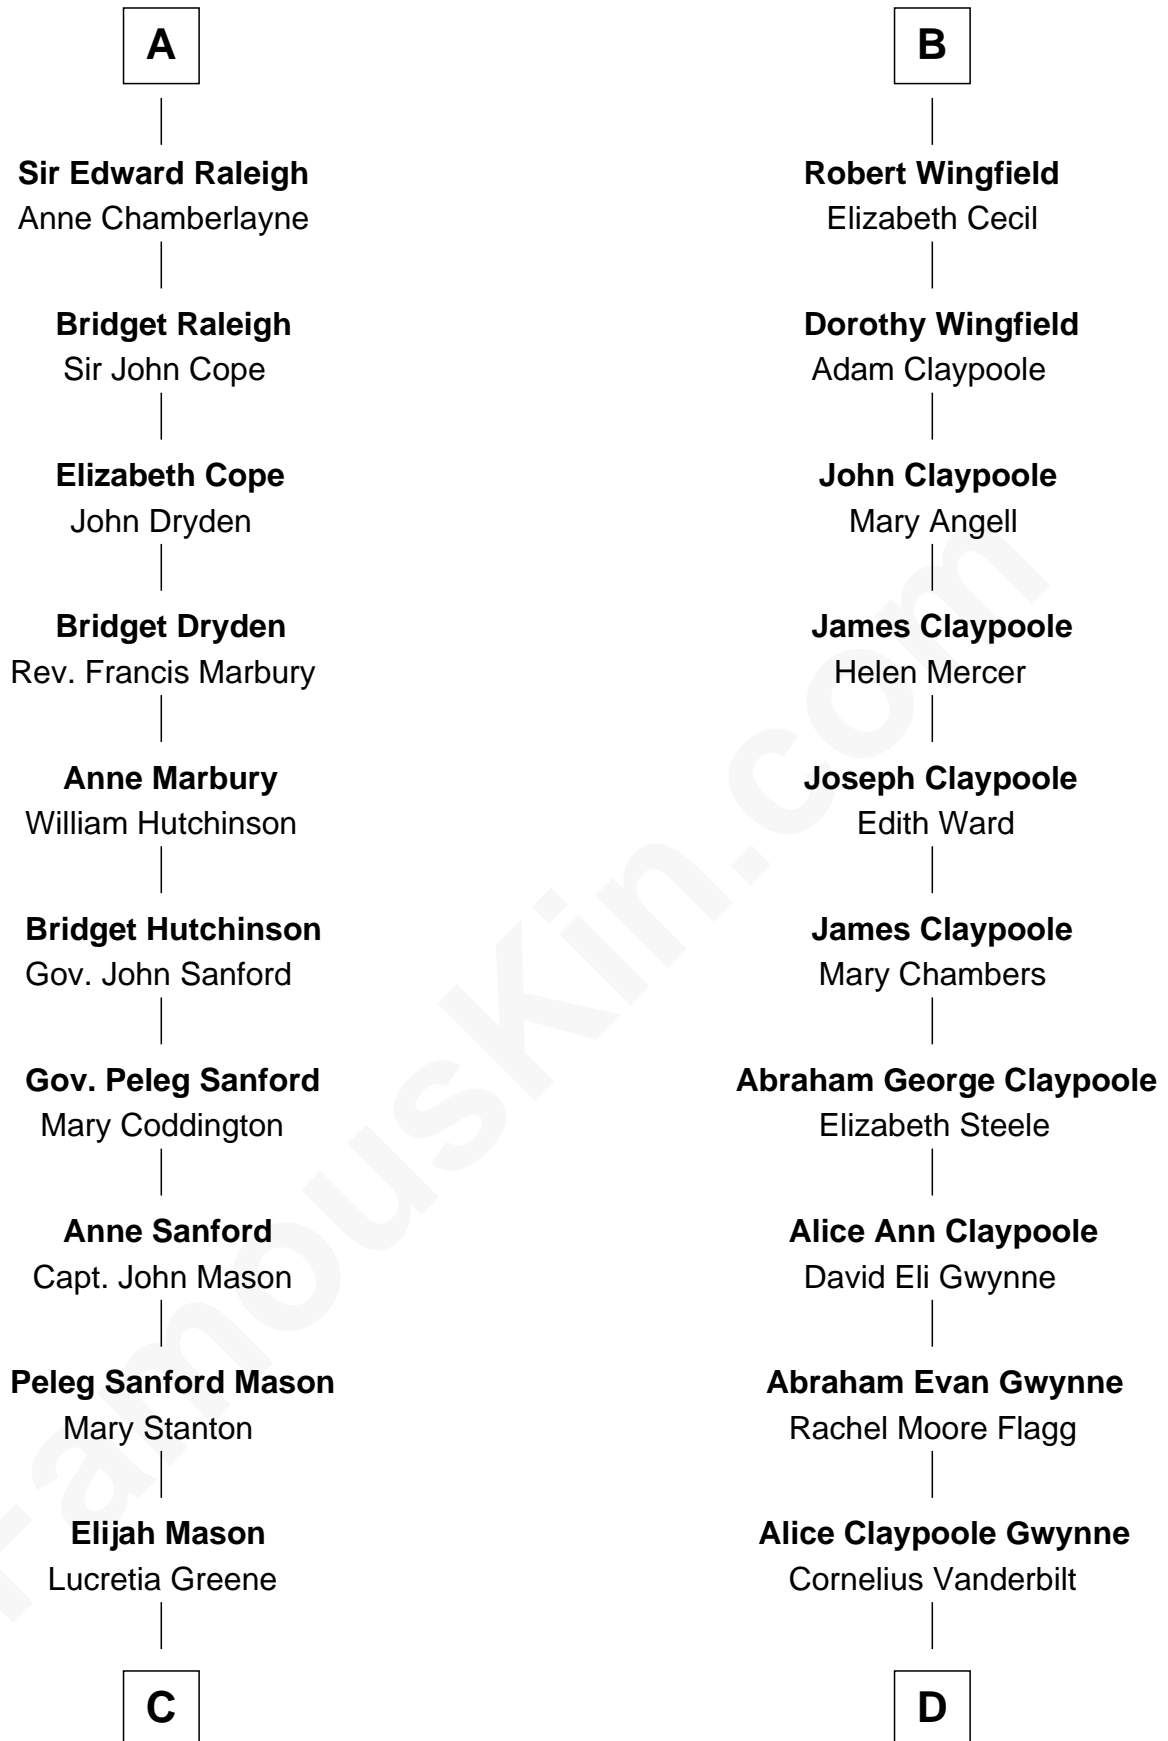 A
Sir Edward Raleigh
Anne Chamberlayne
Bridget Raleigh
Sir John Cope
Elizabeth Cope
John Dryden
Bridget Dryden
Rev. Francis Marbury
Anne Marbury
William Hutchinson
Bridget Hutchinson
Gov. John Sanford
Gov. Peleg Sanford
Mary Coddington
Anne Sanford
Capt. John Mason
Peleg Sanford Mason
Mary Stanton
Elijah Mason
Lucretia Greene
C
B
Robert Wingfield
Elizabeth Cecil
Dorothy Wingfield
Adam Claypoole
John Claypoole
Mary Angell
James Claypoole
Helen Mercer
Joseph Claypoole
Edith Ward
James Claypoole
Mary Chambers
Abraham George Claypoole
Elizabeth Steele
Alice Ann Claypoole
David Eli Gwynne
Abraham Evan Gwynne
Rachel Moore Flagg
Alice Claypoole Gwynne
Cornelius Vanderbilt
D
FamousKin.com